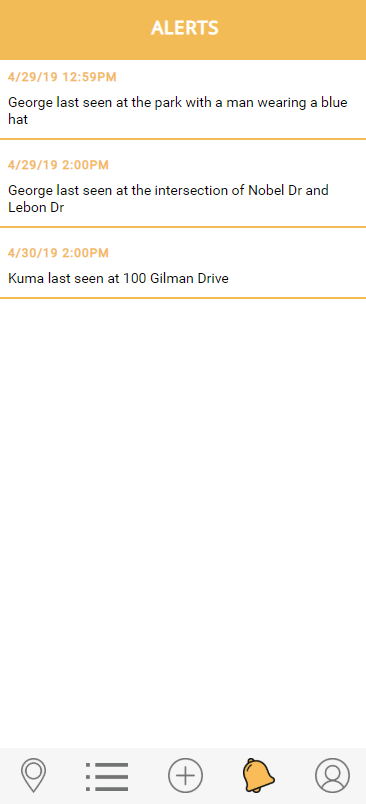 ALERTS
4/29/19 12:59PM
George last seen at the park with a man wearing a blue
hat
4/29/19 2:00PM
George last seen at the intersection of Nobel Dr and
Lebon Dr
4/30/19 2:00PM
Kuma last seen at 100 Gilman Drive